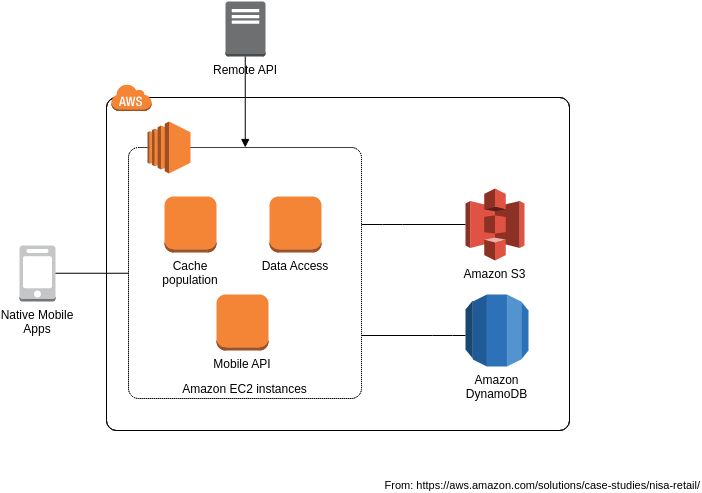 Remote API
AWS
Cache
population
Data Access
Amazon S3
Native Mobile
Apps
Mobile API
Amazon EC2 instances
Amazon
DynamoDB
From: https://aws.amazon.com/solutions/case-studies/nisa-retail/